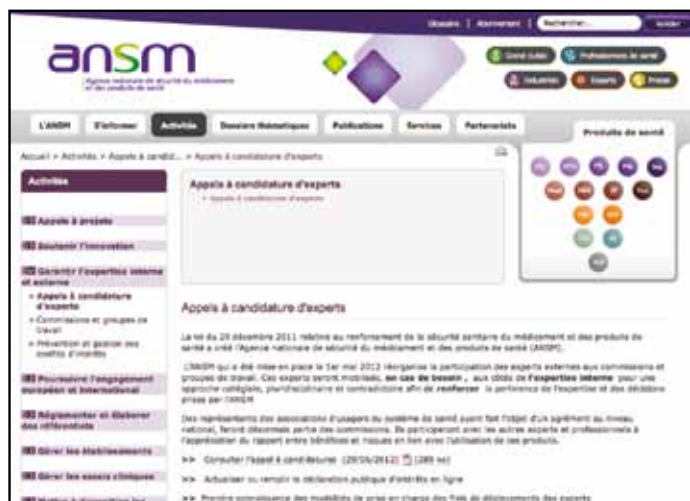 Glossaire | Abonnement | Rechercher... Valider
ansm
Agence nationale de sécurité du médicament
et des produits de santé
Grand public Professionnels de santé
Industriels Experts Presse
L'ANSM S'informer Activités Dossiers thématiques Publications Services Partenariats
Produits de santé
Accueil > Activités > Appels à candid... > Appels à candidature d'experts
Activités
Appels à candidature d'experts
> Appels à candidature d'experts
Appels à projets
Soutenir l'innovation
Garantir l'expertise interne
et externe
> Appels à candidature
d'experts
> Commissions et groupes de
travail
> Prévention et gestion des
conflits d'intérêts
Poursuivre l'engagement
européen et international
Réglementer et élaborer
des référentiels
Gérer les établissements
Gérer les essais cliniques
Appels à candidature d'experts
La loi du 29 décembre 2011 relative au renforcement de la sécurité sanitaire du médicament et des produits de
santé a créé l'Agence nationale de sécurité du médicament et des produits de santé (ANSM).
L'ANSM qui a été mise en place le 1er mai 2012 réorganise la participation des experts externes aux commissions et
groupes de travail. Ces experts seront mobilisés, en cas de besoin, aux côtés de l'expertise interne pour une
approche collégiale, pluridisciplinaire et contradictoire afin de renforcer la pertinence de l'expertise et des décisions
prises par l'ANSM
Des représentants des associations d'usagers du système de santé ayant fait l'objet d'un agrément au niveau
national, feront désormais partie des commissions. Ils participeront avec les autres experts et professionnels à
l'appréciation du rapport entre bénéfices et risques en lien avec l'utilisation de ces produits.
>> Consulter l'appel à candidatures (29/05/2012) (289 ko)
>> Actualiser ou remplir la déclaration publique d'intérêts en ligne
>> Prendre connaissance des modalités de prise en charge des frais de déplacements des experts